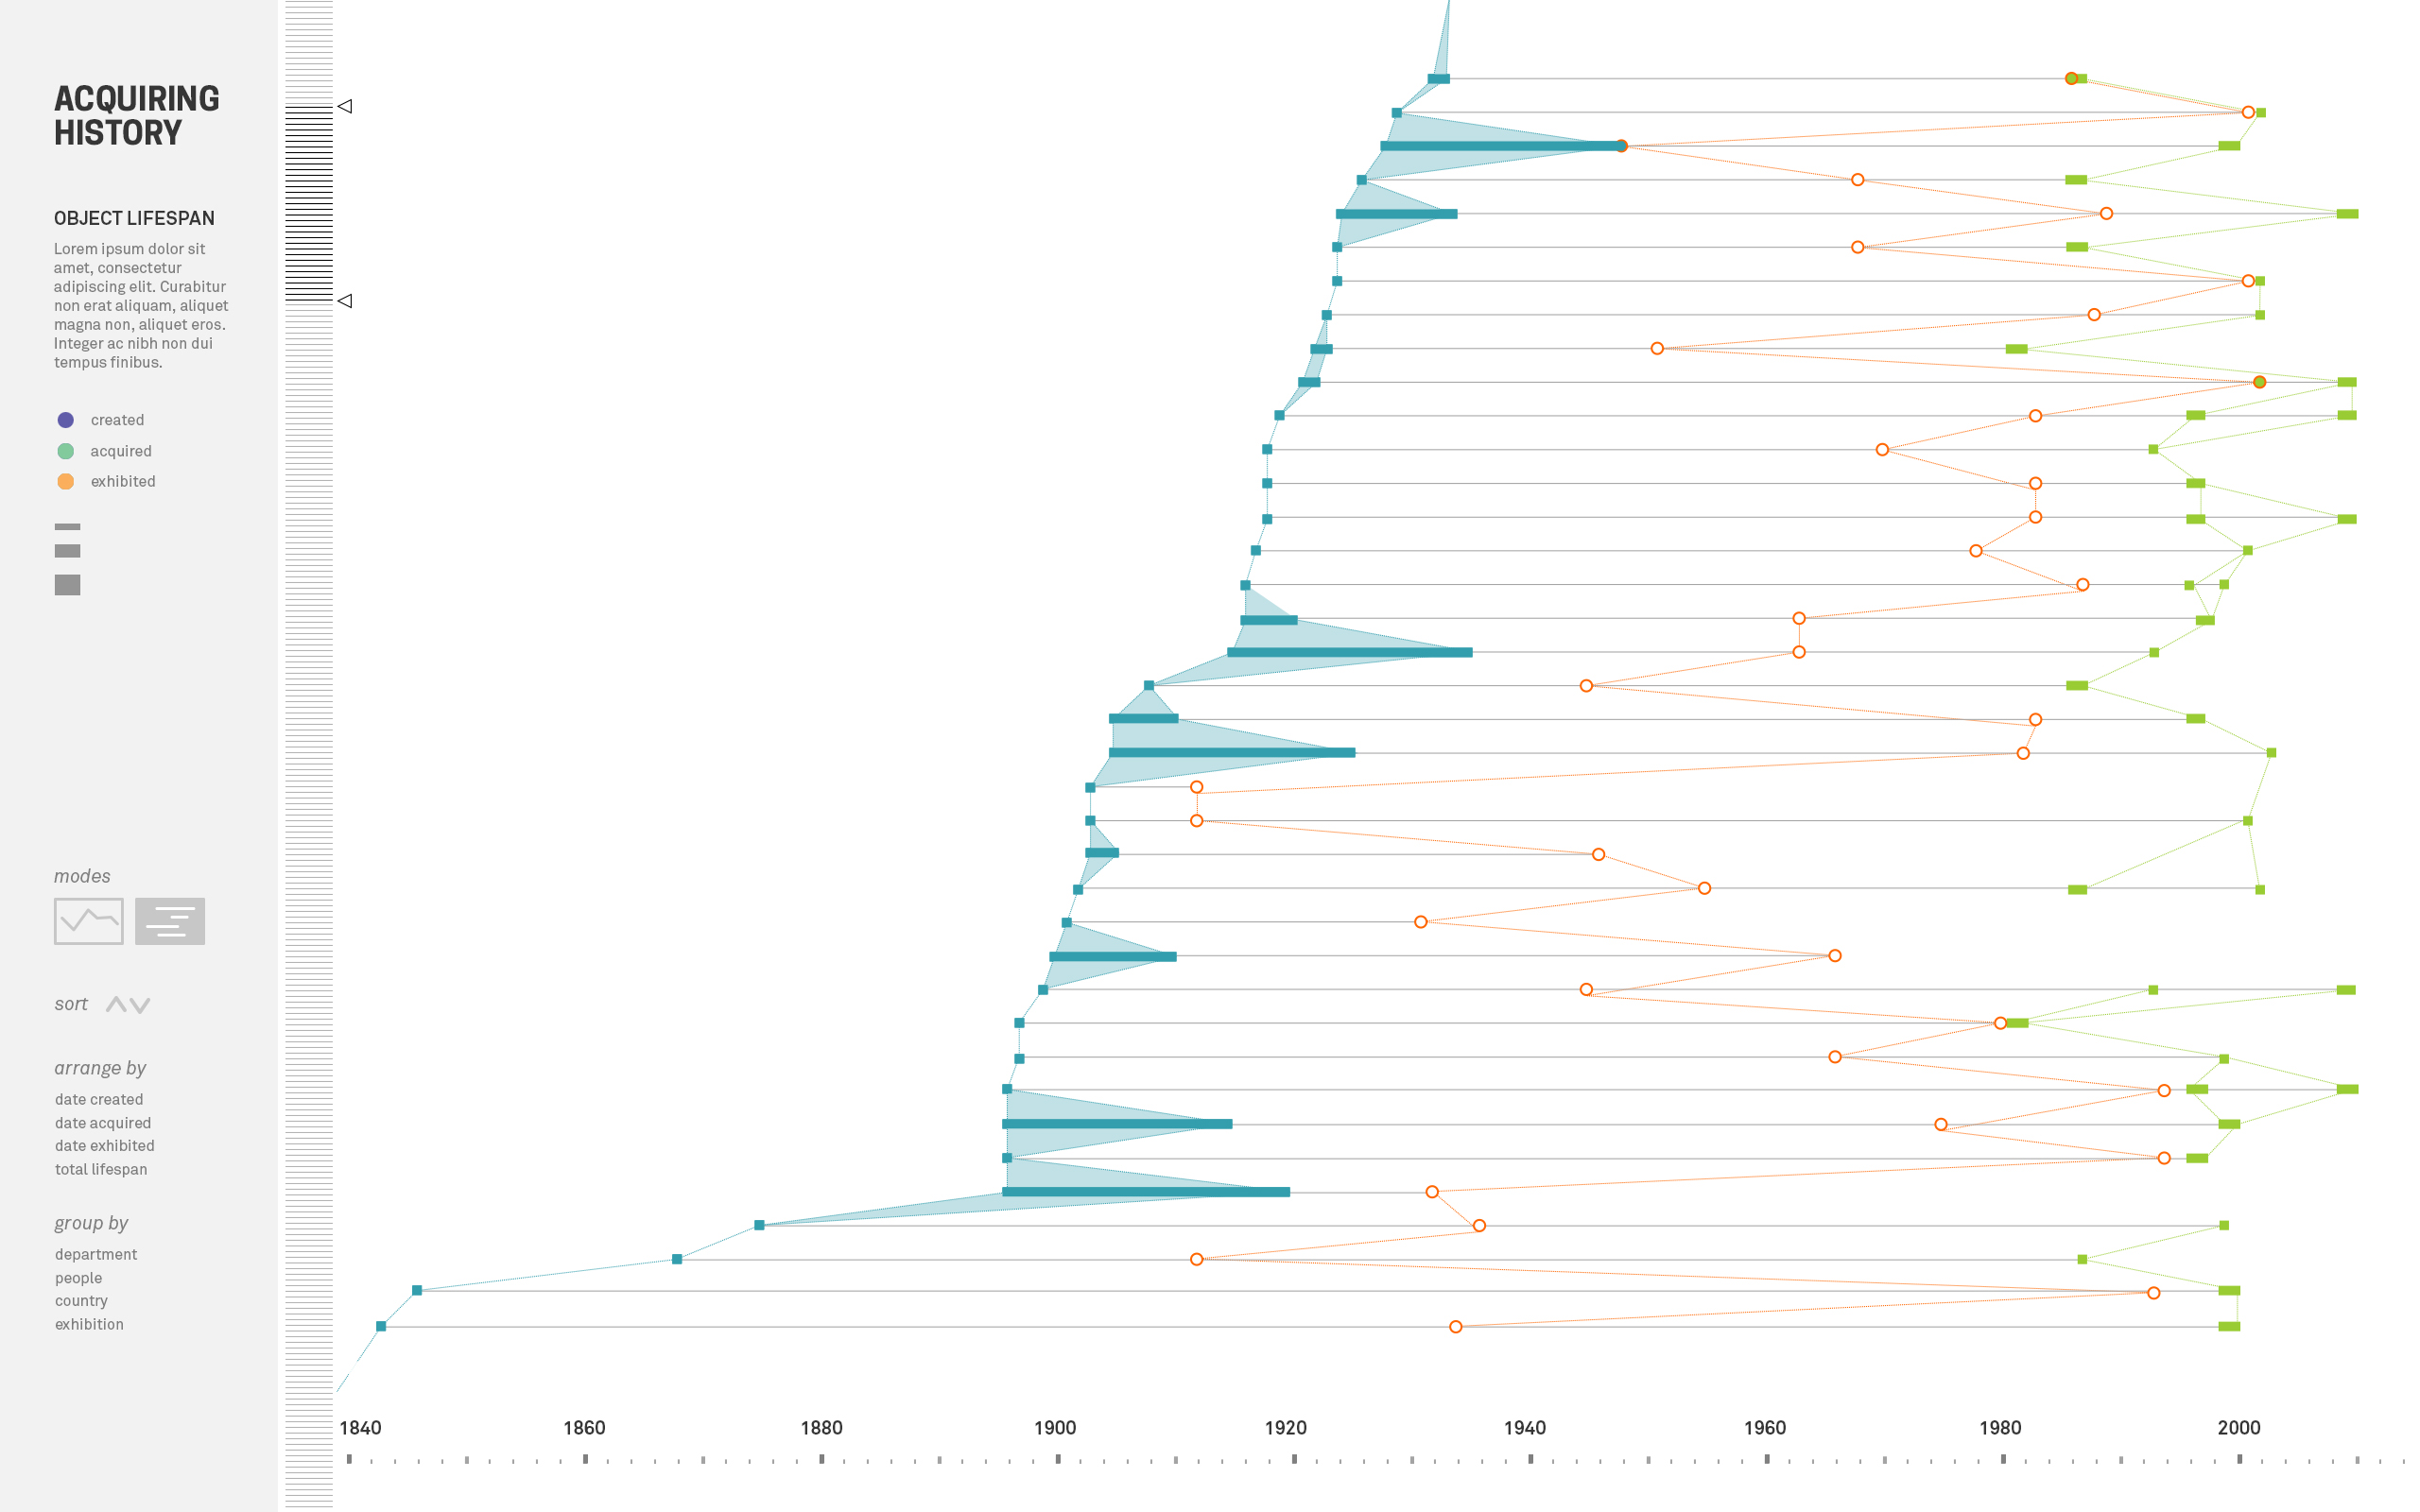 ACQUIRING
HISTORY
OBJECT LIFESPAN
Lorem ipsum dolor sit
amet, consectetur
adipiscing elit. Curabitur
non erat aliquam, aliquet
magna non, aliquet eros.
Integer ac nibh non dui
tempus finibus.
created
acquired
exhibited
modes
sort
arrange by
date created
date acquired
date exhibited
total lifespan
group by
department
people
country
exhibition
1840 1860 1880 1900 1920 1940 1960 1980 2000